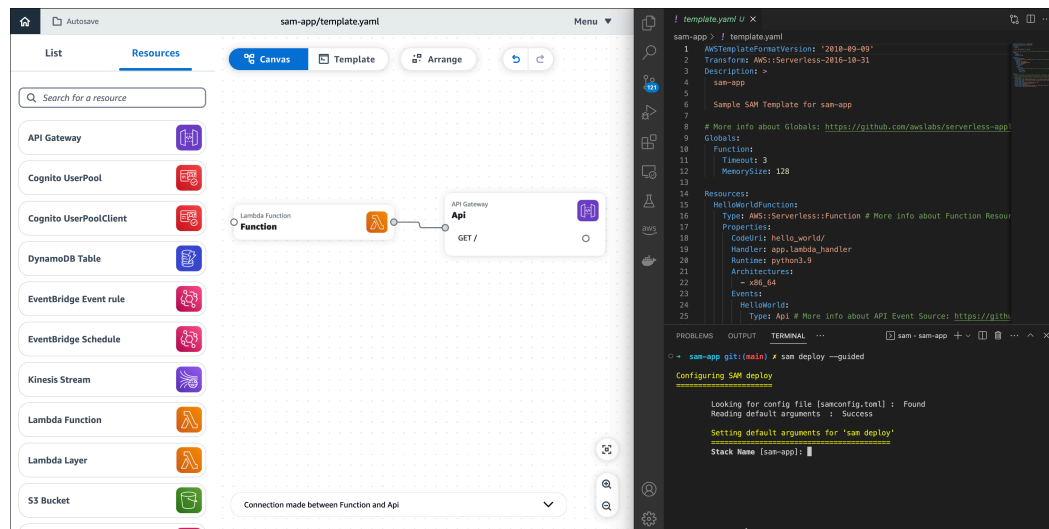 Autosave
sam-app/template.yaml
Menu ▼
List
Resources
Canvas
Template
Arrange
Search for a resource
API Gateway
Cognito UserPool
Cognito UserPoolClient
DynamoDB Table
EventBridge Event rule
EventBridge Schedule
Kinesis Stream
Lambda Function
Lambda Layer
S3 Bucket
Lambda Function
Function
API Gateway
Api
GET /
Connection made between Function and Api
121
aws
! template.yaml U ×
sam-app > ! template.yaml
1 AWSTemplateFormatVersion: '2010-09-09'
2 Transform: AWS::Serverless-2016-10-31
3 Description: >
4 sam-app
5
6 Sample SAM Template for sam-app
7
8 # More info about Globals: https://github.com/awslabs/serverless-appl
9 Globals:
10 Function:
11 Timeout: 3
12 MemorySize: 128
13
14 Resources:
15 HelloWorldFunction:
16 Type: AWS::Serverless::Function # More info about Function Resour
17 Properties:
18 CodeUri: hello_world/
19 Handler: app.lambda_handler
20 Runtime: python3.9
21 Architectures:
22 - x86_64
23 Events:
24 HelloWorld:
25 Type: Api # More info about API Event Source: https://githu
PROBLEMS OUTPUT TERMINAL ··· sam - sam-app
→ sam-app git:(main) ✗ sam deploy --guided
Configuring SAM deploy
======================
Looking for config file [samconfig.toml] : Found
Reading default arguments : Success
Setting default arguments for 'sam deploy'
=========================================
Stack Name [sam-app]: